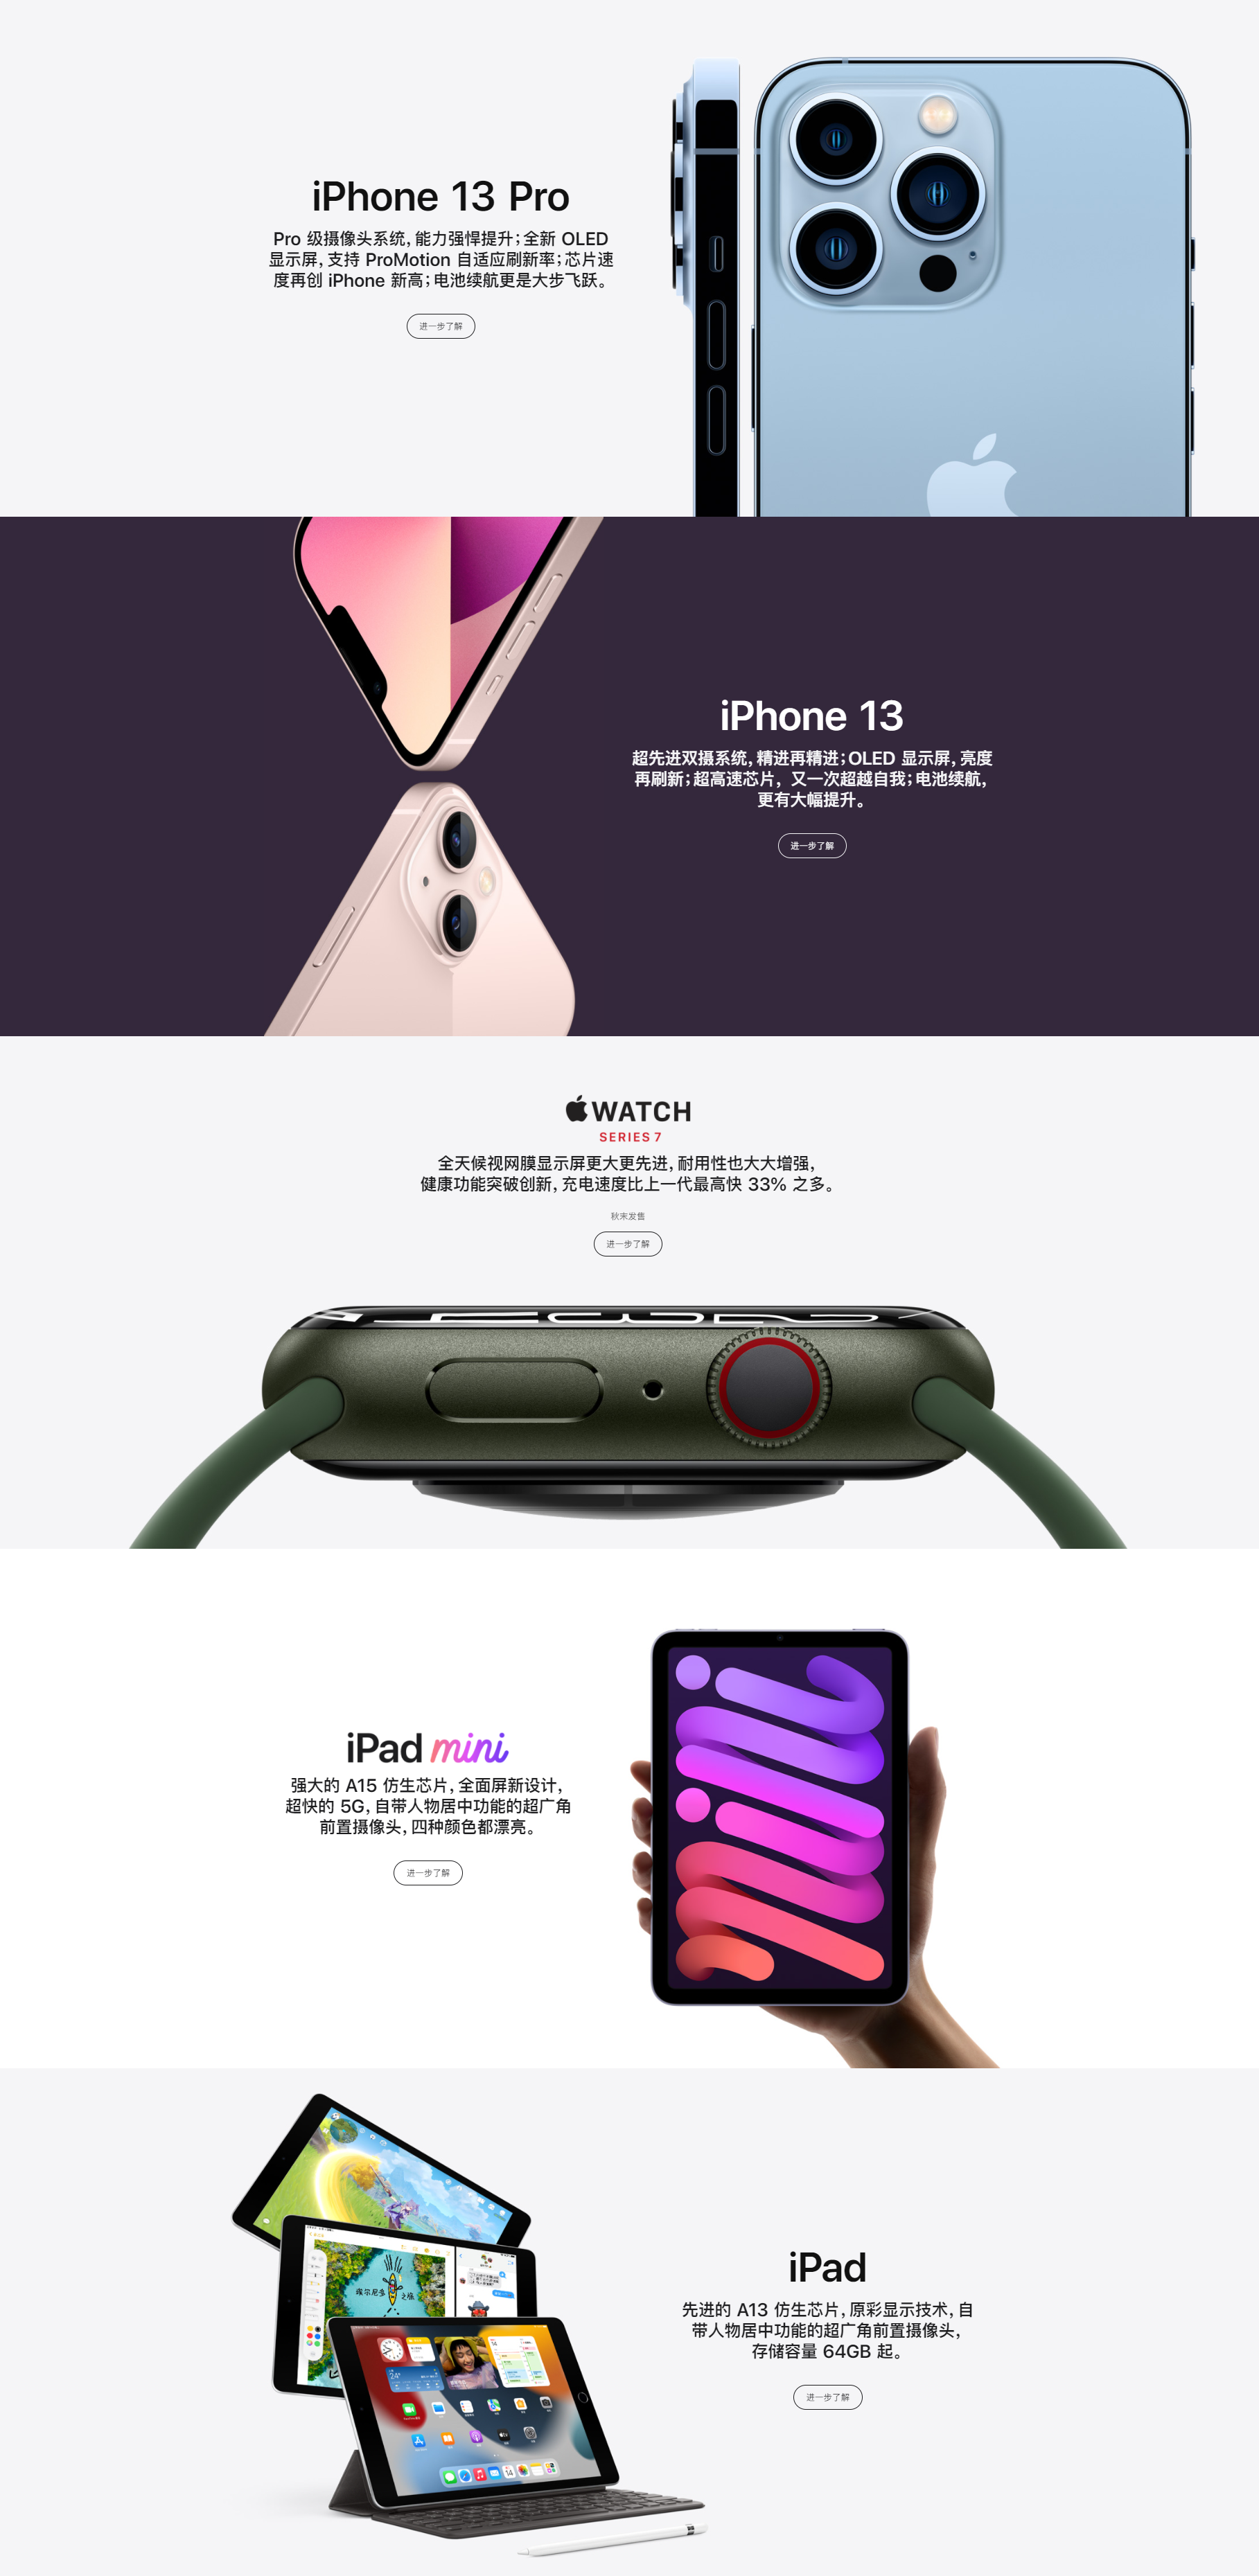 iPhone 13 Pro
Pro 级摄像头系统，能力强悍提升；全新 OLED
显示屏，支持 ProMotion 自适应刷新率；芯片速
度再创 iPhone 新高；电池续航更是大步飞跃。
进一步了解
iPhone 13
超先进双摄系统，精进再精进；OLED 显示屏，亮度
再刷新；超高速芯片，又一次超越自我；电池续航，
更有大幅提升。
进一步了解
WATCH
SERIES 7
全天候视网膜显示屏更大更先进，耐用性也大大增强，
健康功能突破创新，充电速度比上一代最高快 33% 之多。
秋末发售
进一步了解
iPad mini
强大的 A15 仿生芯片，全面屏新设计，
超快的 5G，自带人物居中功能的超广角
前置摄像头，四种颜色都漂亮。
进一步了解
埃尔尼多 之旅
iPad
先进的 A13 仿生芯片，原彩显示技术，自
带人物居中功能的超广角前置摄像头，
存储容量 64GB 起。
进一步了解